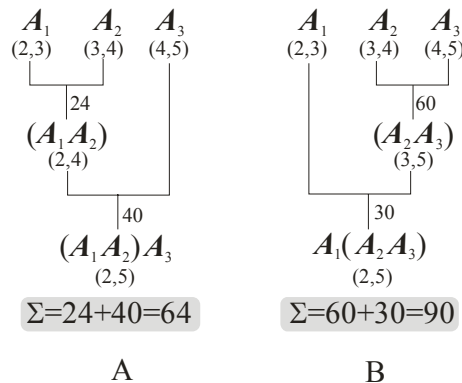 A₁ A₂ A₃
(2,3) (3,4) (4,5)
24
(A₁A₂)
(2,4)
40
(A₁A₂)A₃
(2,5)
Σ=24+40=64
A
A₁ A₂ A₃
(2,3) (3,4) (4,5)
60
(A₂A₃)
(3,5)
30
A₁(A₂A₃)
(2,5)
Σ=60+30=90
B